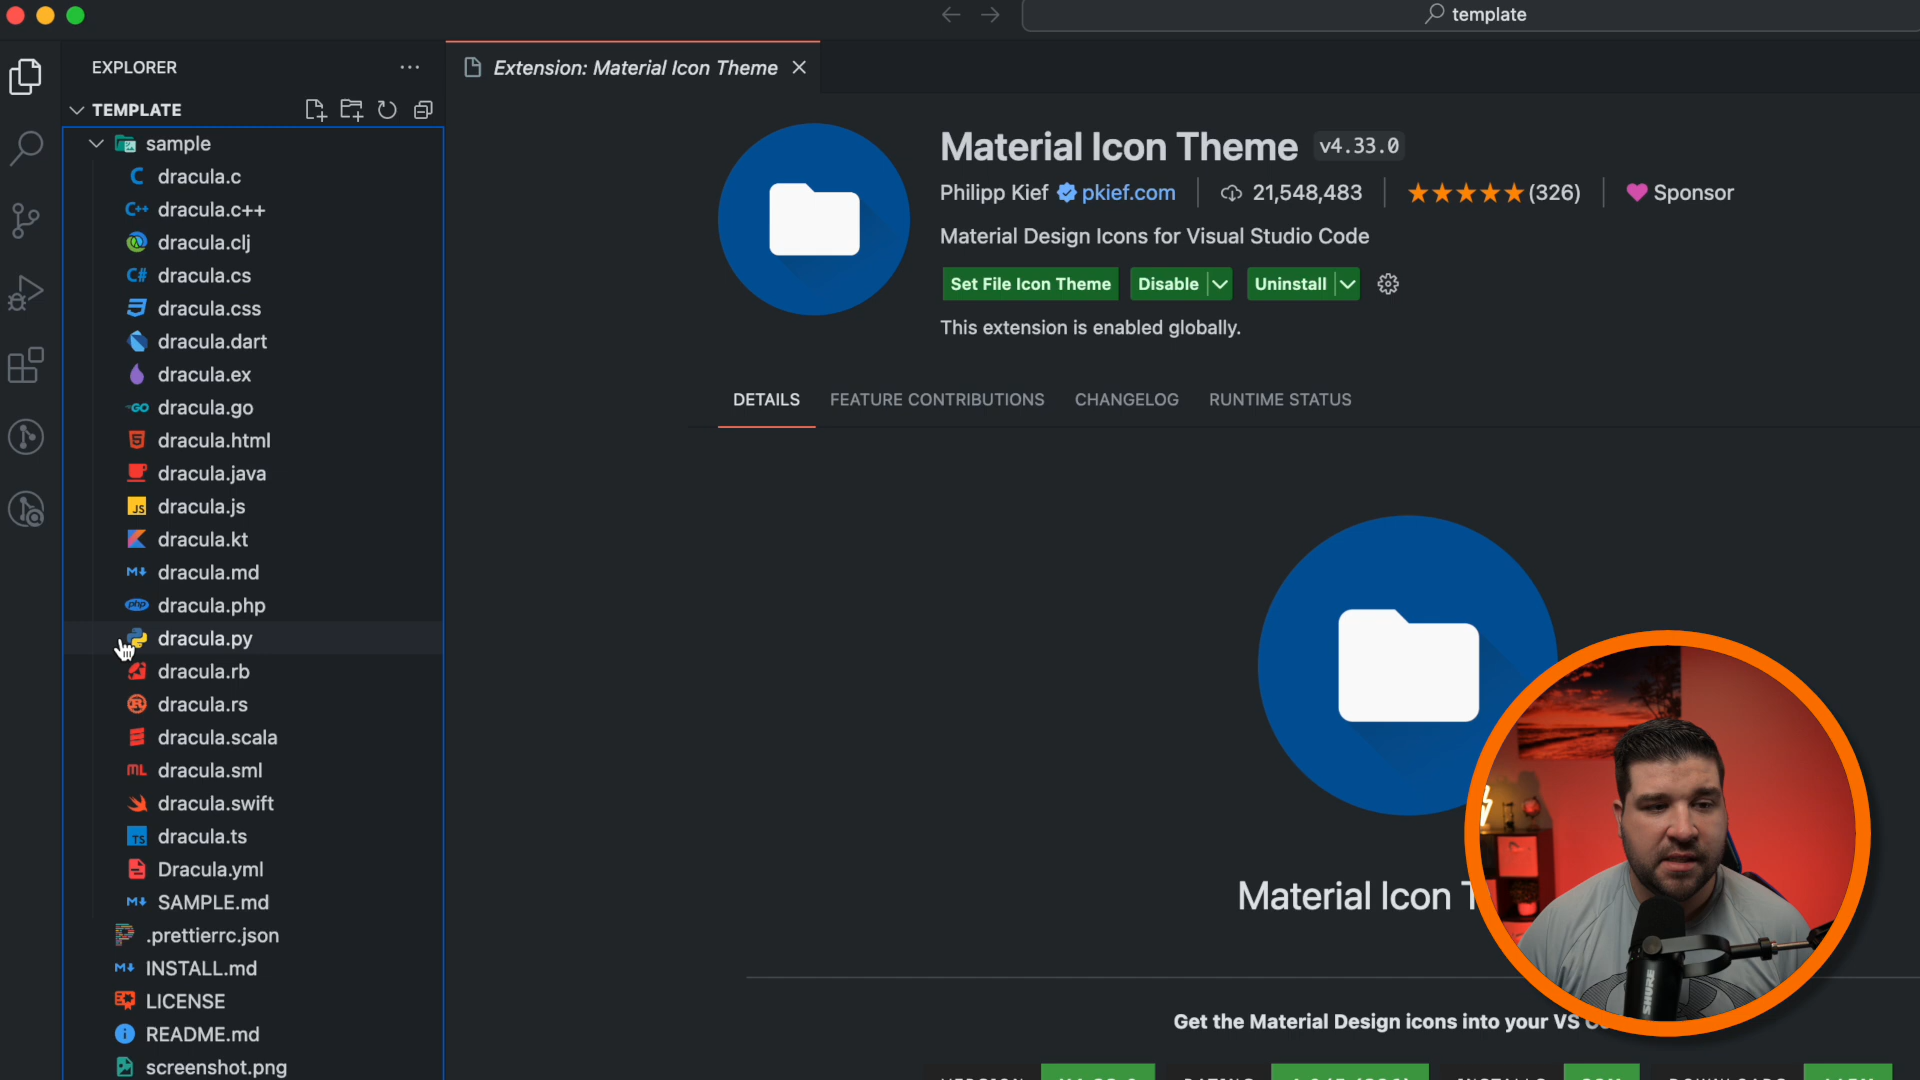 template
EXPLORER
Extension: Material Icon Theme
TEMPLATE
sample
dracula.c
dracula.c++
dracula.clj
dracula.cs
dracula.css
dracula.dart
dracula.ex
dracula.go
dracula.html
dracula.java
dracula.js
dracula.kt
dracula.md
dracula.php
dracula.py
dracula.rb
dracula.rs
dracula.scala
dracula.sml
dracula.swift
dracula.ts
Dracula.yml
SAMPLE.md
.prettierrc.json
INSTALL.md
LICENSE
README.md
screenshot.png
Material Icon Theme v4.33.0
Philipp Kief pkief.com 21,548,483 (326) Sponsor
Material Design Icons for Visual Studio Code
Set File Icon Theme Disable Uninstall
This extension is enabled globally.
DETAILS FEATURE CONTRIBUTIONS CHANGELOG RUNTIME STATUS
Material Icon
Get the Material Design icons into your VS
SHURE